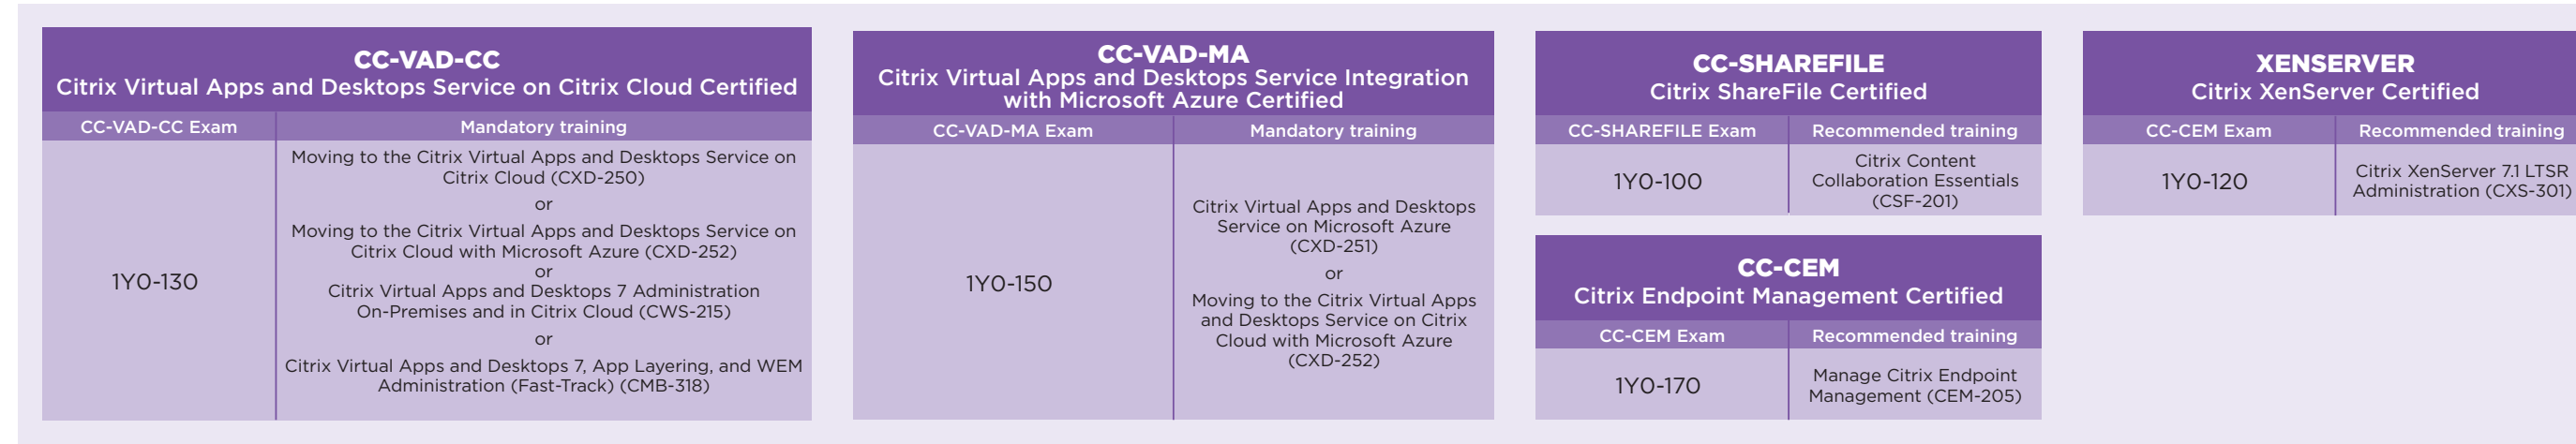 CC-VAD-CC
Citrix Virtual Apps and Desktops Service on Citrix Cloud Certified
CC-VAD-CC Exam
Mandatory training
1Y0-130
Moving to the Citrix Virtual Apps and Desktops Service on
Citrix Cloud (CXD-250)
or
Moving to the Citrix Virtual Apps and Desktops Service on
Citrix Cloud with Microsoft Azure (CXD-252)
or
Citrix Virtual Apps and Desktops 7 Administration
On-Premises and in Citrix Cloud (CWS-215)
or
Citrix Virtual Apps and Desktops 7, App Layering, and WEM
Administration (Fast-Track) (CMB-318)
CC-VAD-MA
Citrix Virtual Apps and Desktops Service Integration
with Microsoft Azure Certified
CC-VAD-MA Exam
Mandatory training
1Y0-150
Citrix Virtual Apps and Desktops
Service on Microsoft Azure
(CXD-251)
or
Moving to the Citrix Virtual Apps
and Desktops Service on Citrix
Cloud with Microsoft Azure
(CXD-252)
CC-SHAREFILE
Citrix ShareFile Certified
CC-SHAREFILE Exam
Recommended training
1Y0-100
Citrix Content
Collaboration Essentials
(CSF-201)
CC-CEM
Citrix Endpoint Management Certified
CC-CEM Exam
Recommended training
1Y0-170
Manage Citrix Endpoint
Management (CEM-205)
XENSERVER
Citrix XenServer Certified
CC-CEM Exam
Recommended training
1Y0-120
Citrix XenServer 7.1 LTSR
Administration (CXS-301)